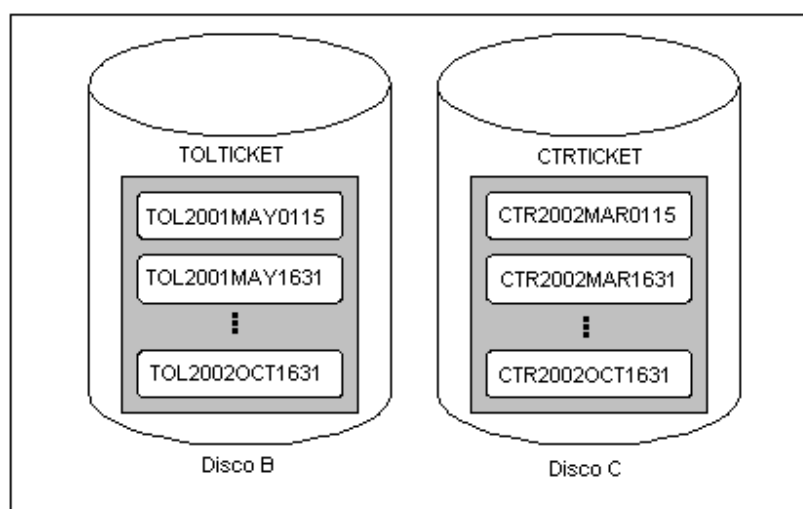 TOLTICKET
TOL2001MAY0115
TOL2001MAY1631
TOL2002OCT1631
Disco B
CTRTICKET
CTR2002MAR0115
CTR2002MAR1631
CTR2002OCT1631
Disco C